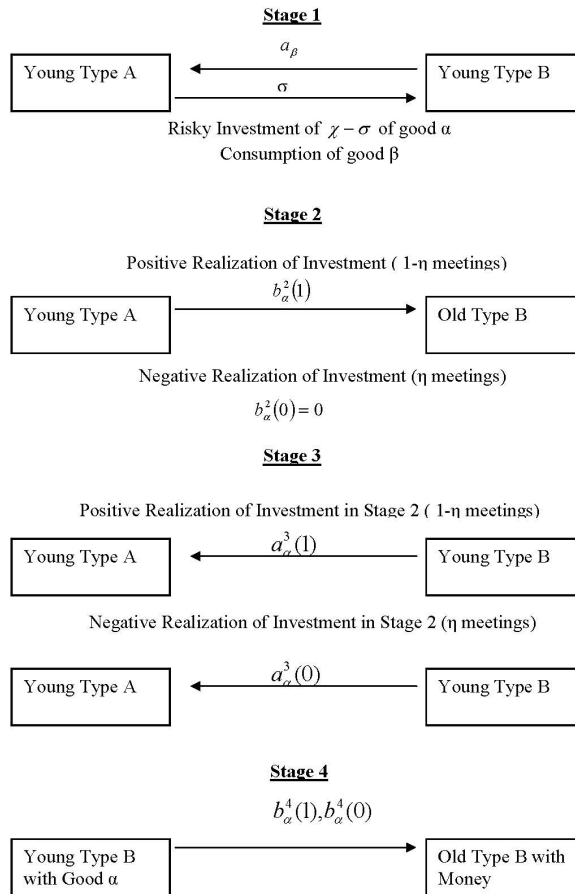 Stage 1
a_β
Young Type A Young Type B
σ
Risky Investment of χ − σ of good α
Consumption of good β
Stage 2
Positive Realization of Investment ( 1-η meetings)
b_α^2(1)
Young Type A Old Type B
Negative Realization of Investment (η meetings)
b_α^2(0) = 0
Stage 3
Positive Realization of Investment in Stage 2 ( 1-η meetings)
a_α^3(1)
Young Type A Young Type B
Negative Realization of Investment in Stage 2 (η meetings)
a_α^3(0)
Young Type A Young Type B
Stage 4
b_α^4(1), b_α^4(0)
Young Type B Old Type B with
with Good α Money